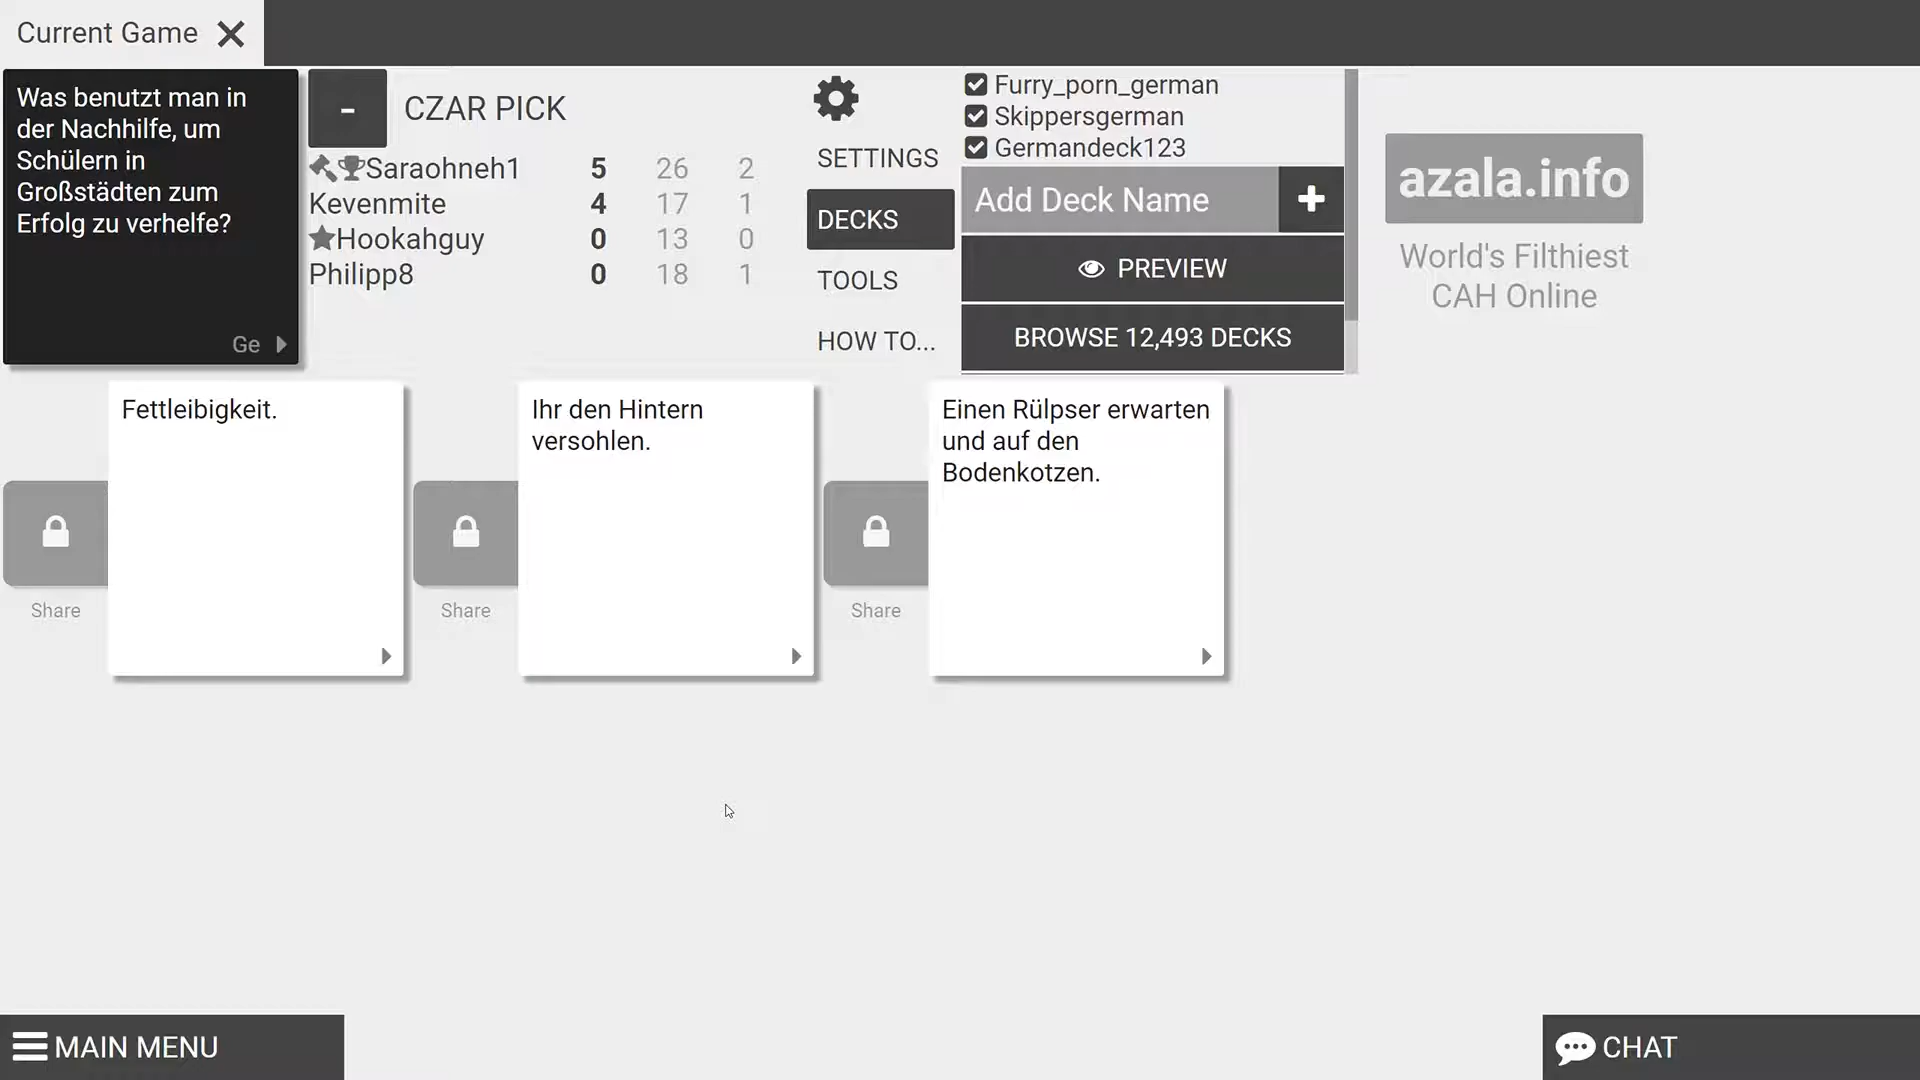 Current Game
Was benutzt man in
der Nachhilfe, um
Schülern in
Großstädten zum
Erfolg zu verhelfe?
Ge
-
CZAR PICK
Saraohneh1 5 26 2
Kevenmite 4 17 1
Hookahguy 0 13 0
Philipp8 0 18 1
SETTINGS
DECKS
TOOLS
HOW TO...
Furry_porn_german
Skippersgerman
Germandeck123
Add Deck Name
PREVIEW
BROWSE 12,493 DECKS
azala.info
World's Filthiest
CAH Online
Fettleibigkeit.
Share
Ihr den Hintern
versohlen.
Share
Einen Rülpser erwarten
und auf den
Bodenkotzen.
Share
MAIN MENU
CHAT